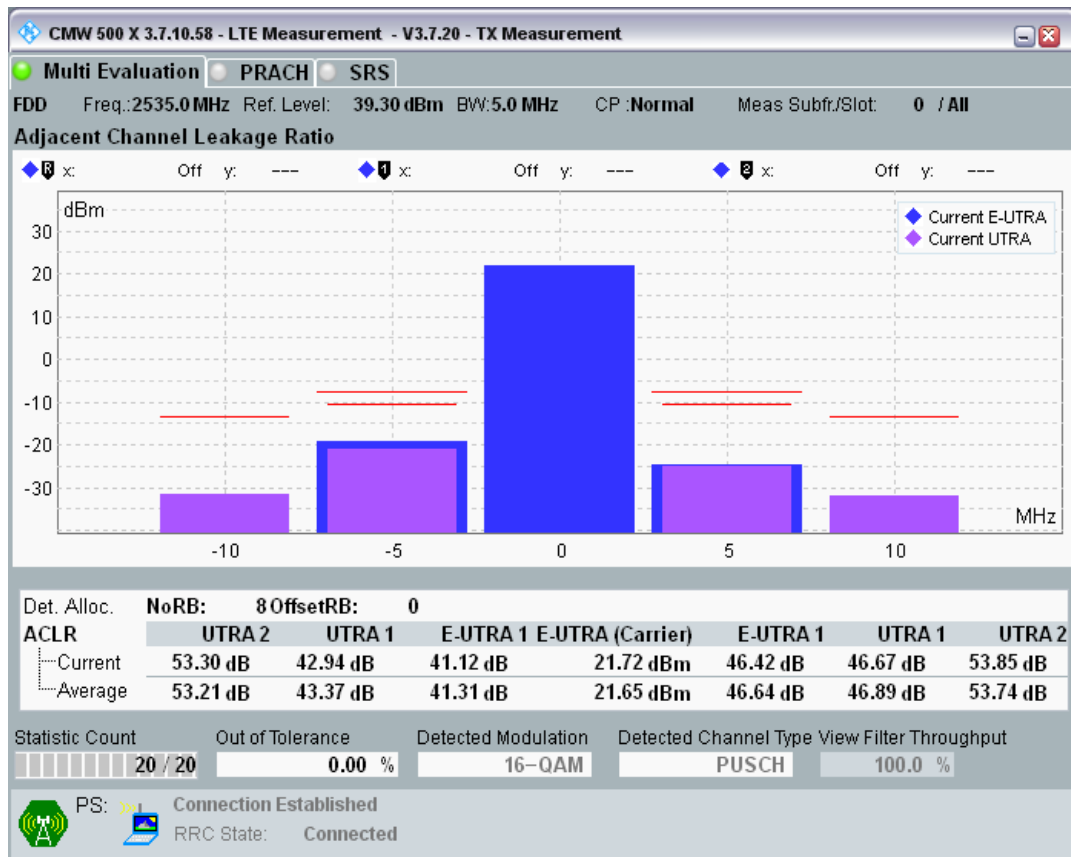 CMW 500 X 3.7.10.58 - LTE Measurement - V3.7.20 - TX Measurement
Multi Evaluation PRACH SRS
FDD Freq.:2535.0 MHz Ref. Level: 39.30 dBm BW:5.0 MHz CP :Normal Meas Subfr./Slot: 0 / All
Adjacent Channel Leakage Ratio
R x: Off y: --- 1 x: Off y: --- 2 x: Off y: ---
dBm
Current E-UTRA
Current UTRA
30
20
10
0
-10
-20
-30
MHz
-10 -5 0 5 10
Det. Alloc. NoRB: 8 OffsetRB: 0
ACLR UTRA 2 UTRA 1 E-UTRA 1 E-UTRA (Carrier) E-UTRA 1 UTRA 1 UTRA 2
Current 53.30 dB 42.94 dB 41.12 dB 21.72 dBm 46.42 dB 46.67 dB 53.85 dB
Average 53.21 dB 43.37 dB 41.31 dB 21.65 dBm 46.64 dB 46.89 dB 53.74 dB
Statistic Count Out of Tolerance Detected Modulation Detected Channel Type View Filter Throughput
20 / 20 0.00 % 16-QAM PUSCH 100.0 %
PS: Connection Established
RRC State: Connected